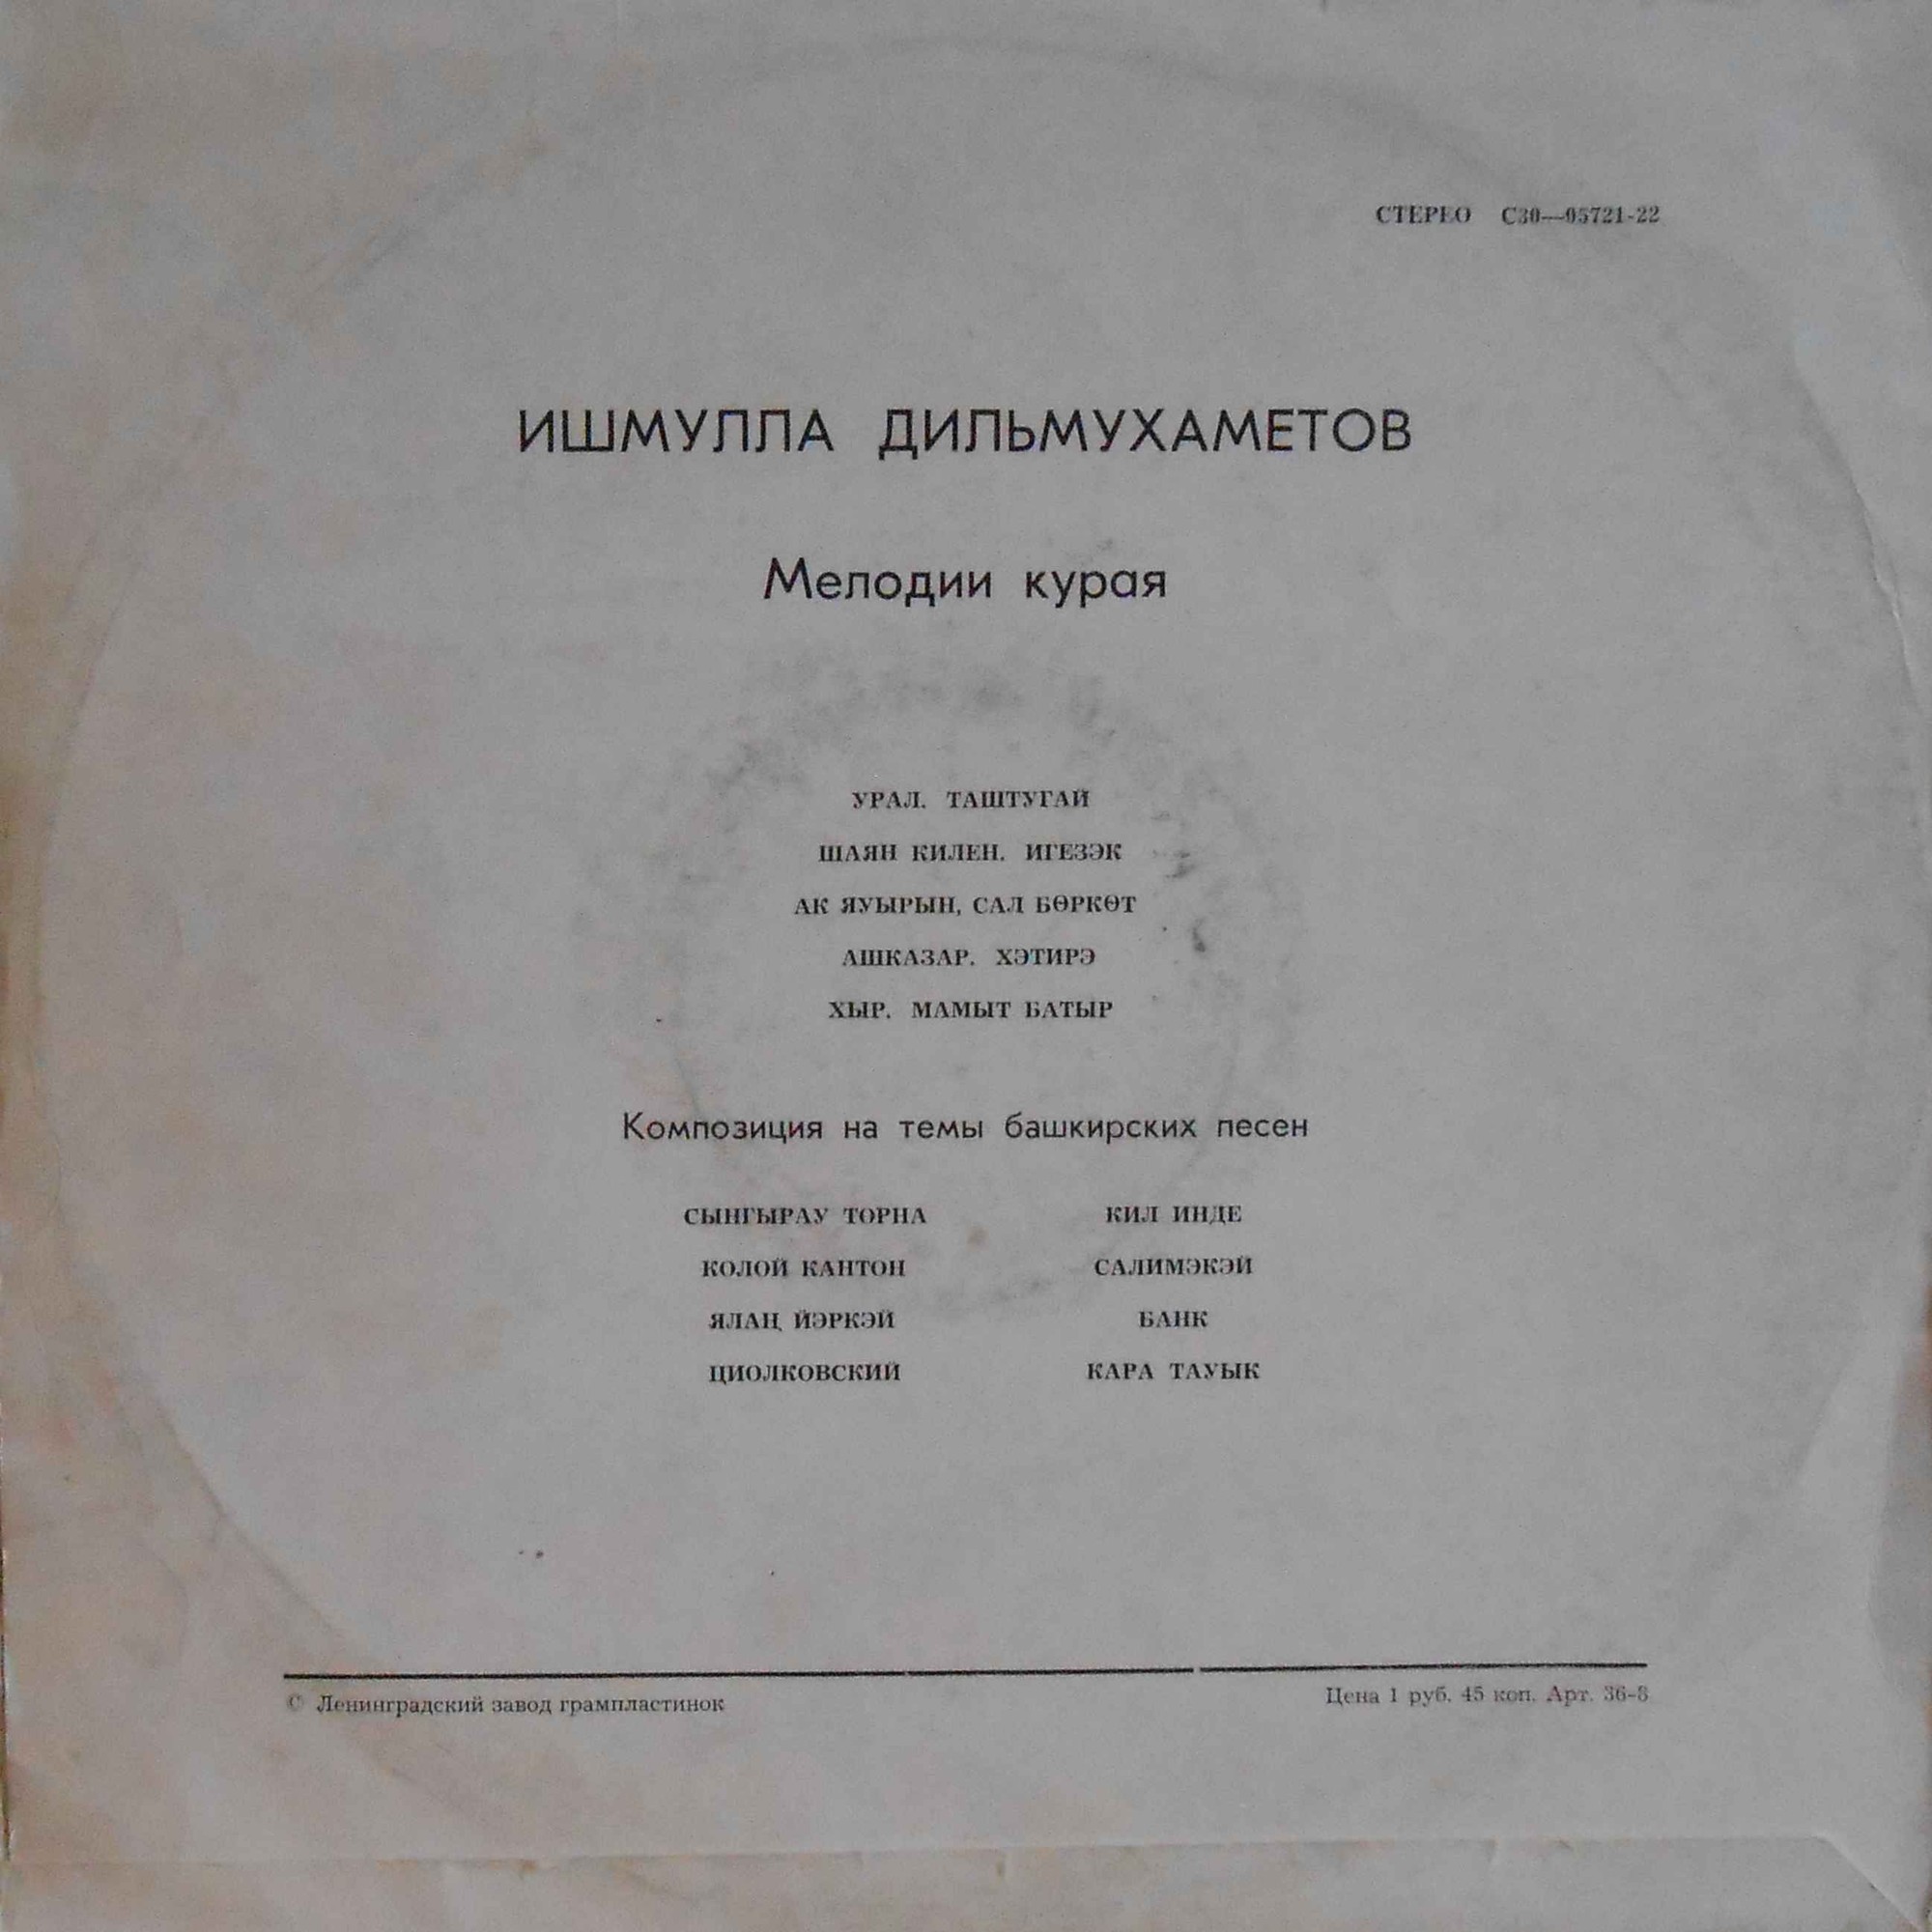 СТЕРЕО С30—05721-22
ИШМУЛЛА ДИЛЬМУХАМЕТОВ
Мелодии курая
УРАЛ. ТАШТУГАЙ
ШАЯН КИЛЕН. ИГЕЗЭК
АК ЯУЫРЫН, САЛ БӨРКӨТ
АШКАЗАР. ХЭТИРЭ
ХЫР. МАМЫТ БАТЫР
Композиция на темы башкирских песен
СЫНГЫРАУ ТОРНА КИЛ ИНДЕ
КОЛОЙ КАНТОН САЛИМЭКЭЙ
ЯЛАҢ ЙЭРКЭЙ БАНК
ЦИОЛКОВСКИЙ КАРА ТАУЫК
© Ленинградский завод грампластинок Цена 1 руб. 45 коп. Арт. 36-8